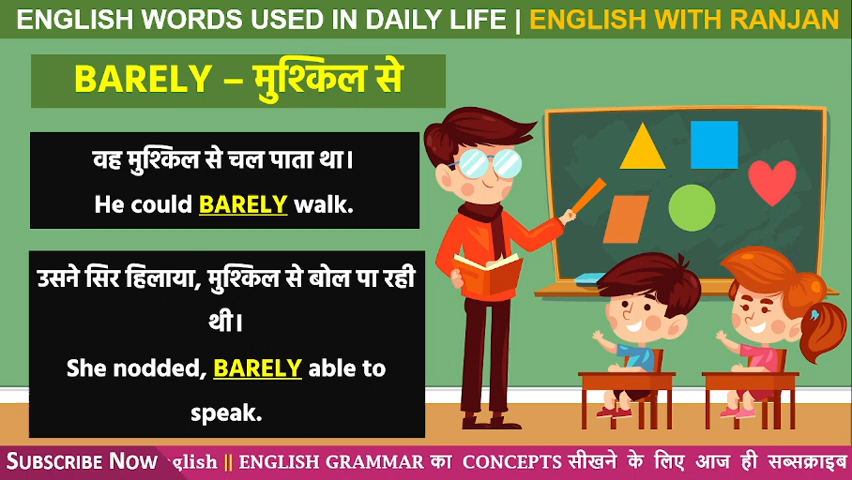 ENGLISH WORDS USED IN DAILY LIFE | ENGLISH WITH RANJAN
BARELY – मुश्किल से
वह मुश्किल से चल पाता था।
He could BARELY walk.
उसने सिर हिलाया, मुश्किल से बोल पा रही
थी।
She nodded, BARELY able to
speak.
SUBSCRIBE NOW glish || ENGLISH GRAMMAR का CONCEPTS सीखने के लिए आज ही सब्सक्राइब